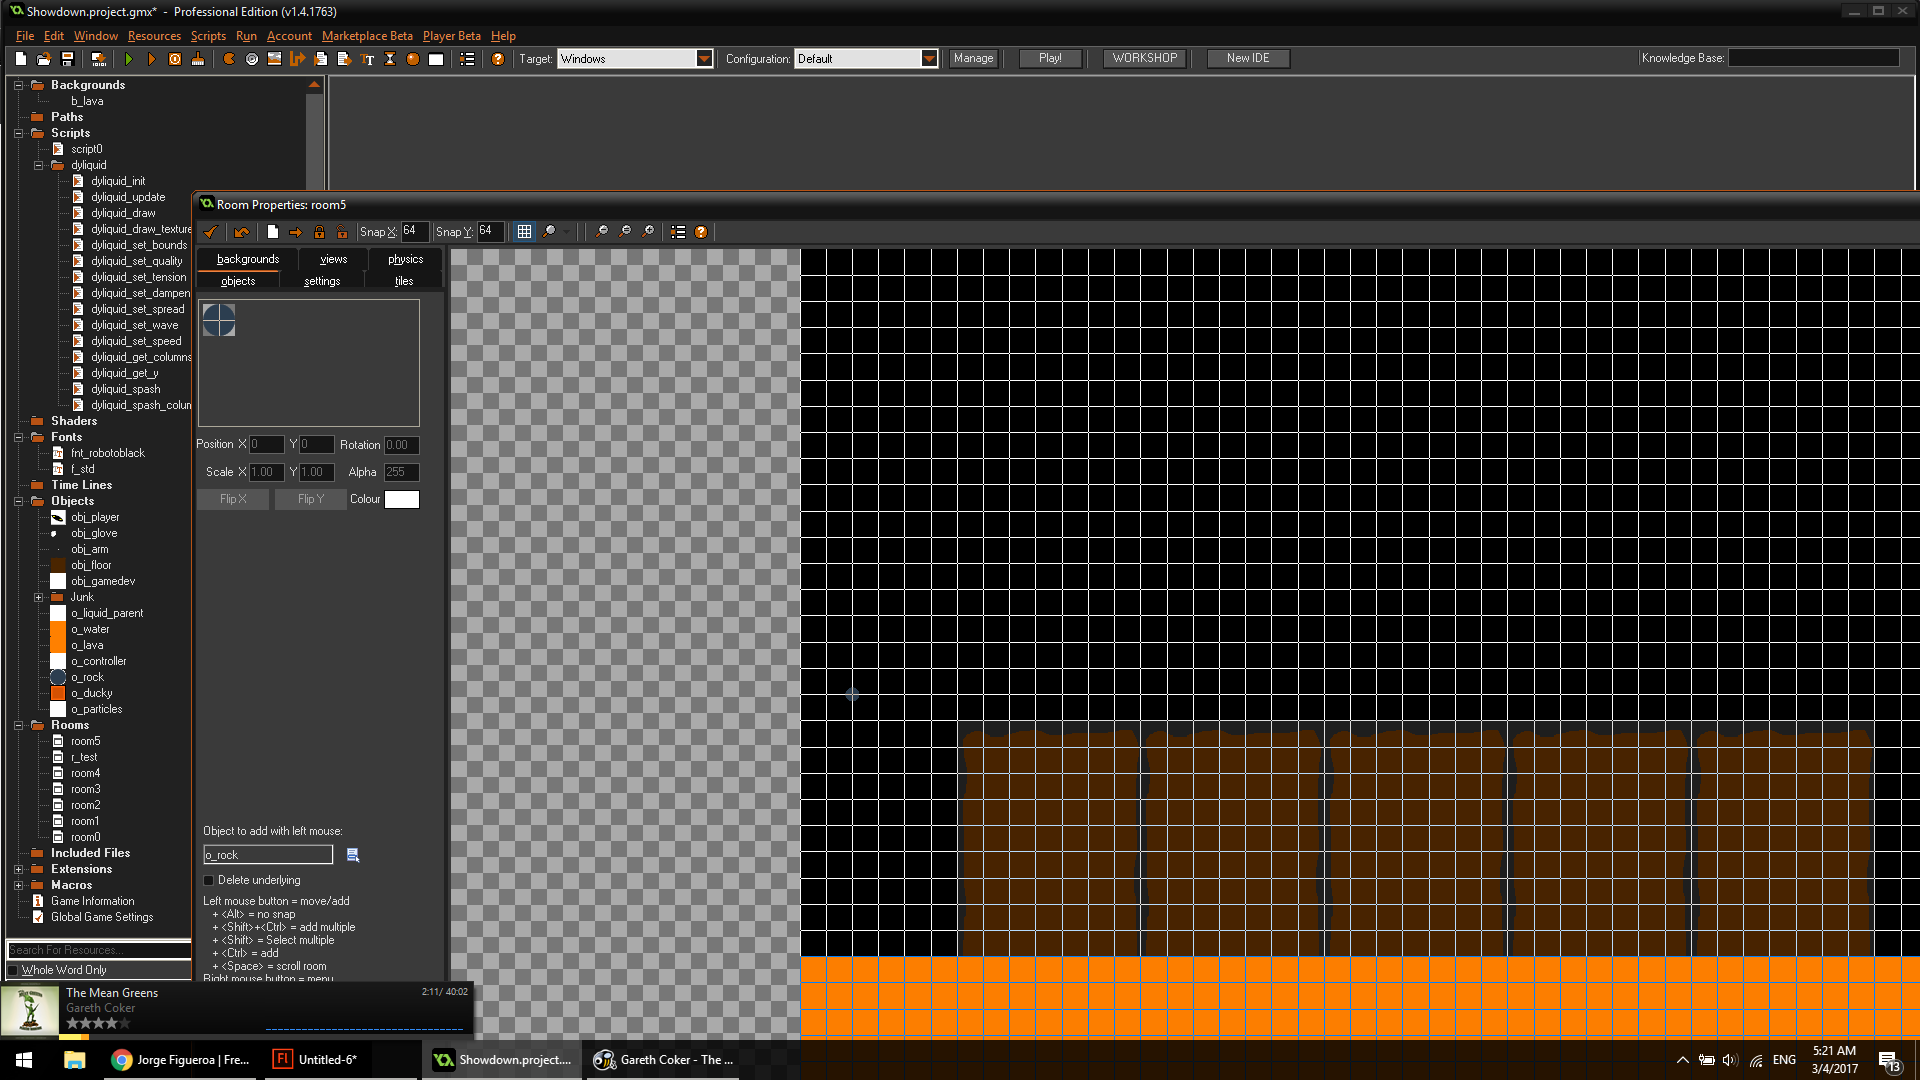 Showdown.project.gmx* - Professional Edition (v1.4.1763)
File Edit Window Resources Scripts Run Account Marketplace Beta Player Beta Help
Target: Windows Configuration: Default Manage Play! WORKSHOP New IDE Knowledge Base:
Backgrounds
b_lava
Paths
Scripts
script0
dyliquid
dyliquid_init
dyliquid_update
dyliquid_draw
dyliquid_draw_texture
dyliquid_set_bounds
dyliquid_set_quality
dyliquid_set_tension
dyliquid_set_dampen
dyliquid_set_spread
dyliquid_set_wave
dyliquid_set_speed
dyliquid_get_columns
dyliquid_get_y
dyliquid_spash
dyliquid_spash_colum
Shaders
Fonts
fnt_robotoblack
f_std
Time Lines
Objects
obj_player
obj_glove
obj_arm
obj_floor
obj_gamedev
Junk
o_liquid_parent
o_water
o_lava
o_controller
o_rock
o_ducky
o_particles
Rooms
room5
r_test
room4
room3
room2
room1
room0
Included Files
Extensions
Macros
Game Information
Global Game Settings
Search For Resources...
Whole Word Only
Room Properties: room5
Snap X: 64 Snap Y: 64
backgrounds views physics
objects settings tiles
Position X 0 Y 0 Rotation 0.00
Scale X 1.00 Y 1.00 Alpha 255
Flip X Flip Y Colour
Object to add with left mouse:
o_rock
Delete underlying
Left mouse button = move/add
+ <Alt> = no snap
+ <Shift>+<Ctrl> = add multiple
+ <Shift> = Select multiple
+ <Ctrl> = add
+ <Space> = scroll room
Right mouse button = menu
The Mean Greens 2:11/ 40:02
Gareth Coker
Jorge Figueroa | Fre... Untitled-6* Showdown.project.... Gareth Coker - The ...
ENG 5:21 AM
3/4/2017
13